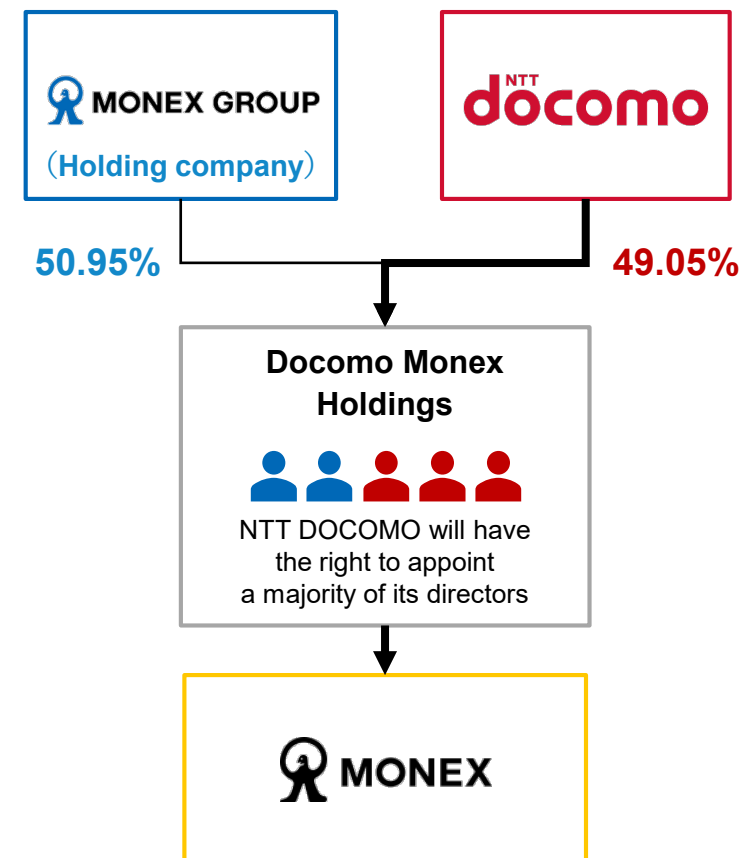 MONEX GROUP
（Holding company）
NTT
döcomo
50.95%
49.05%
Docomo Monex
Holdings
NTT DOCOMO will have
the right to appoint
a majority of its directors
MONEX